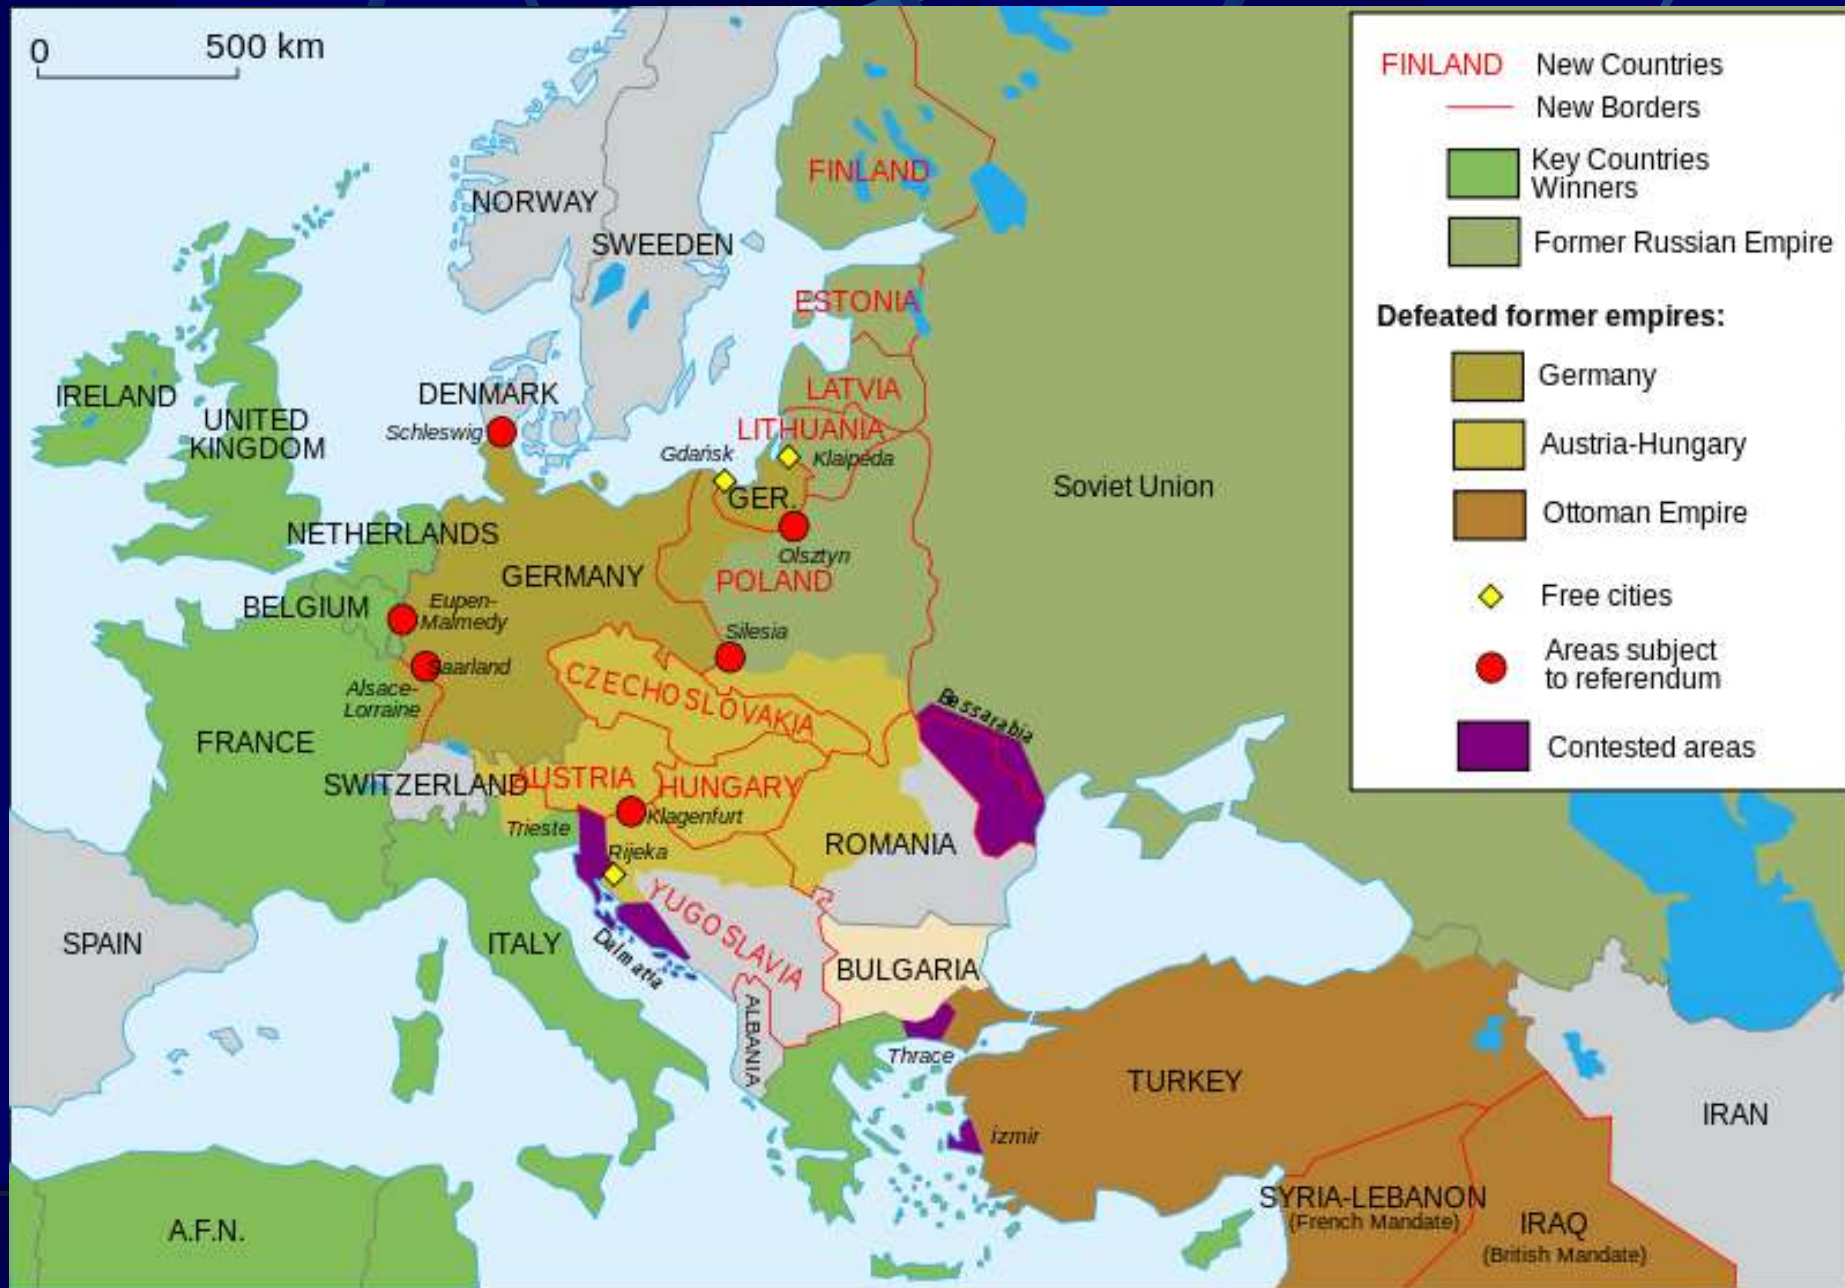 0 500 km
FINLAND New Countries
New Borders
Key Countries
Winners
Former Russian Empire
Defeated former empires:
Germany
Austria-Hungary
Ottoman Empire
Free cities
Areas subject
to referendum
Contested areas
FINLAND
NORWAY
SWEEDEN
ESTONIA
IRELAND
UNITED
KINGDOM
DENMARK
Schleswig
LATVIA
LITHUANIA
Gdańsk
Klaipėda
GER.
Soviet Union
NETHERLANDS
Olsztyn
GERMANY
POLAND
BELGIUM
Eupen-
Malmedy
Silesia
Saarland
Alsace-
Lorraine
CZECHOSLOVAKIA
Bessarabia
FRANCE
SWITZERLAND
AUSTRIA
HUNGARY
Klagenfurt
Trieste
ROMANIA
Rijeka
YUGOSLAVIA
SPAIN
ITALY
Dalmatia
BULGARIA
ALBANIA
Thrace
TURKEY
IRAN
İzmir
SYRIA-LEBANON
(French Mandate)
IRAQ
(British Mandate)
A.F.N.